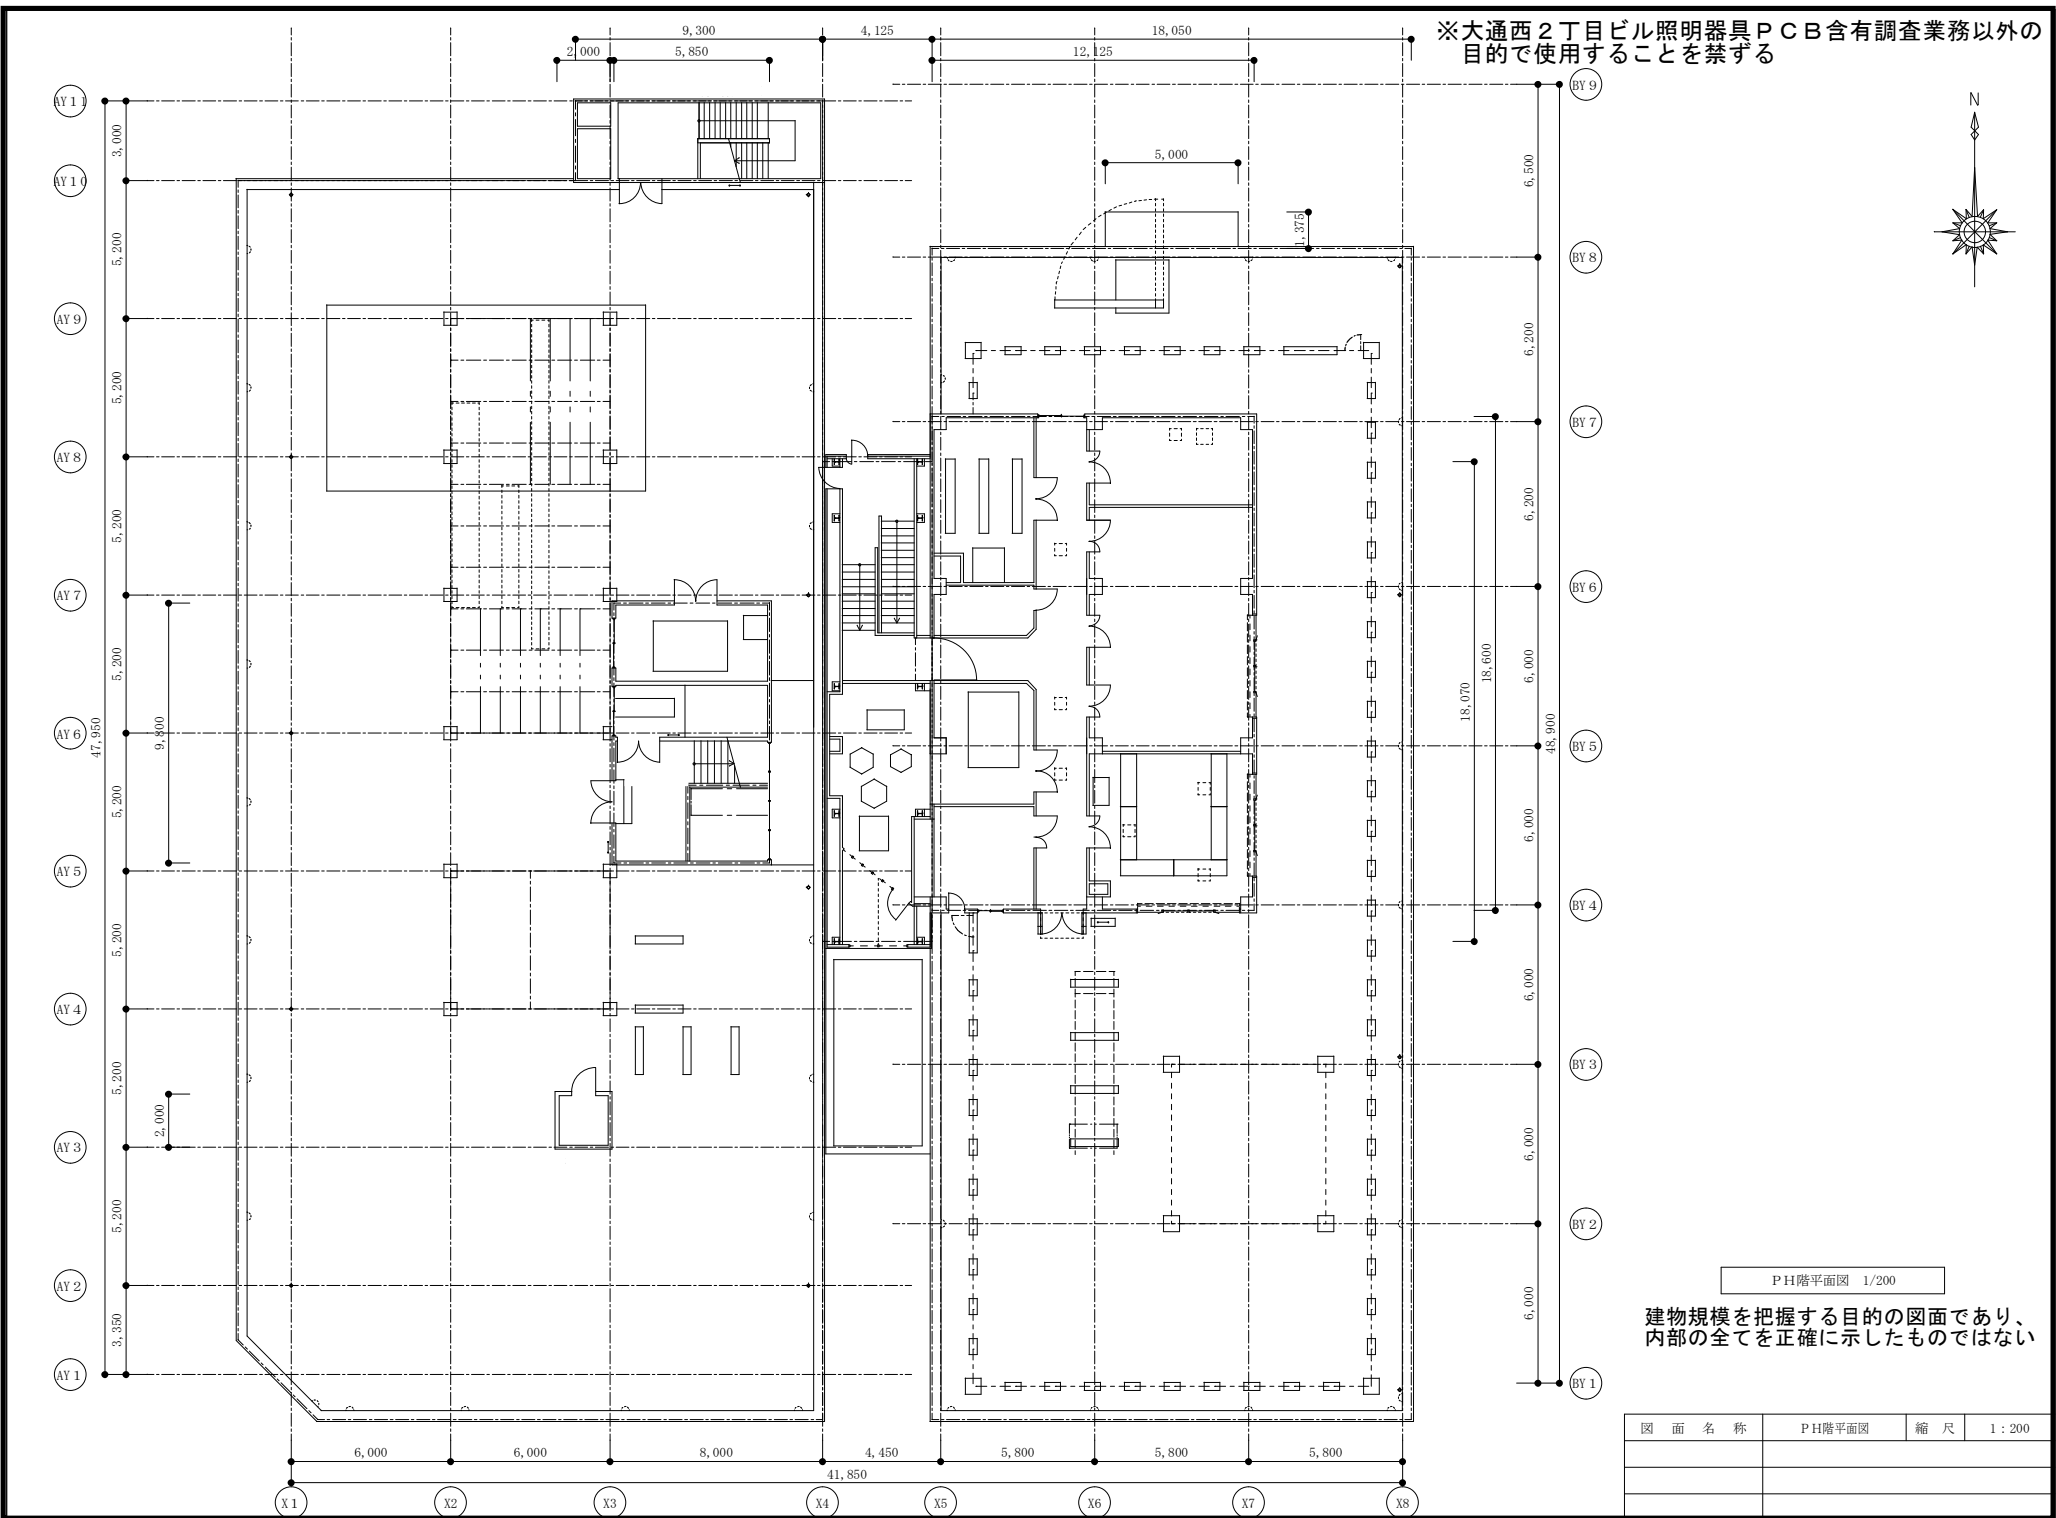 ※大通西２丁目ビル照明器具ＰＣＢ含有調査業務以外の
目的で使用することを禁ずる
9,300
4,125
18,050
2,000
5,850
12,125
N
AY11
AY10
AY9
AY8
AY7
AY6
AY5
AY4
AY3
AY2
AY1
3,000
5,200
5,200
5,200
5,200
5,200
5,200
5,200
5,200
3,350
47,950
9,800
2,000
5,000
1,375
BY9
BY8
BY7
BY6
BY5
BY4
BY3
BY2
BY1
6,500
6,200
6,200
6,000
6,000
6,000
6,000
6,000
48,900
18,600
18,070
6,000
6,000
8,000
4,450
5,800
5,800
5,800
41,850
X1
X2
X3
X4
X5
X6
X7
X8
ＰＨ階平面図 1/200
建物規模を把握する目的の図面であり、
内部の全てを正確に示したものではない
図 面 名 称 ＰＨ階平面図 縮 尺 1：200